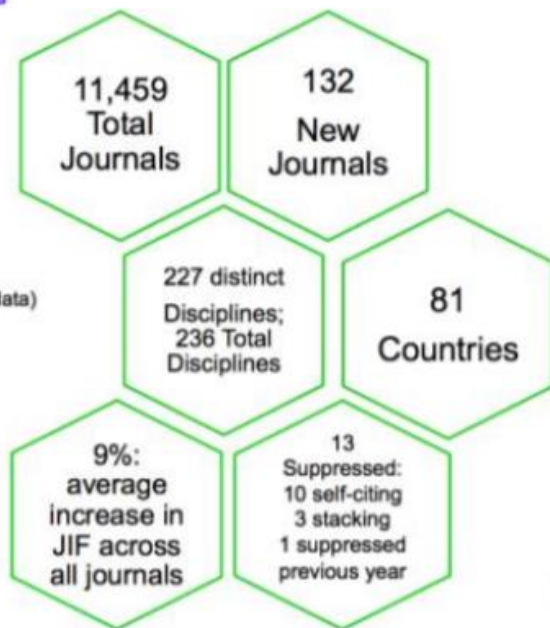 11,459
Total
Journals
132
New
Journals
227 distinct
Disciplines;
236 Total
Disciplines
81
Countries
9%:
average
increase in
JIF across
all journals
13
Suppressed:
10 self-citing
3 stacking
1 suppressed
previous year